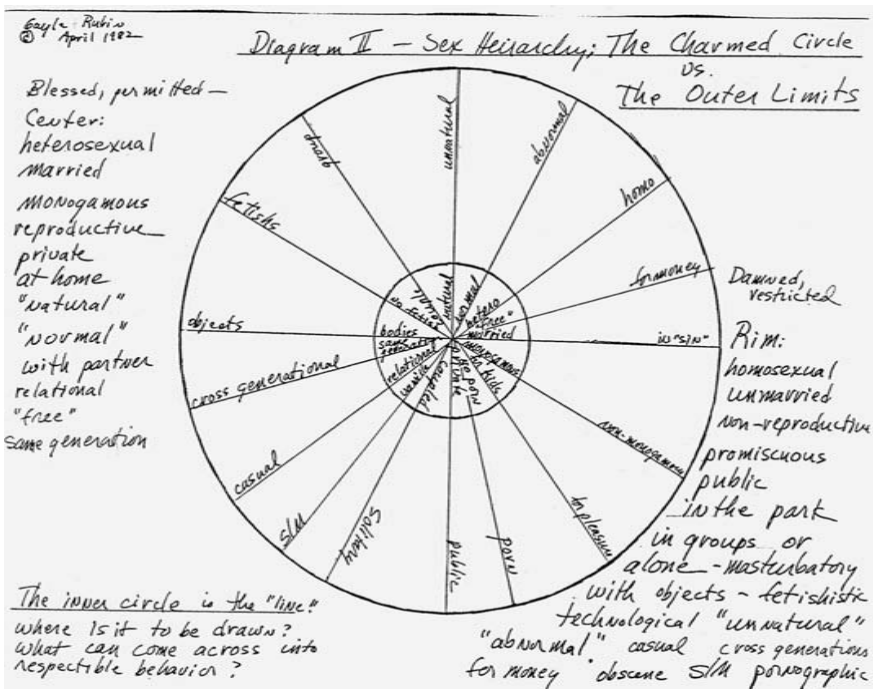 Gayle Rubin
© April 1982
Diagram II – Sex Heirarchy: The Charmed Circle
vs.
The Outer Limits
Blessed, permitted —
Center:
heterosexual
married
monogamous
reproductive
private
at home
"natural"
"normal"
with partner
relational
"free"
same generation
unnatural
abnormal
homo
for money
in "sin"
non-monogamous
for pleasure
porn
public
solitary
S/M
casual
cross generational
objects
fetishs
natural
normal
hetero
"free"
married
monogamous
kids
no porn
private
coupled
vanilla
relational
same
generation
bodies
no fetish
Damned,
restricted
Rim:
homosexual
unmarried
non-reproductive
promiscuous
public
in the park
in groups or
alone - masturbatory
with objects - fetishistic
technological "unnatural"
"abnormal" casual cross generations
for money obscene S/M pornographic
The inner circle is the "line"
where is it to be drawn?
What can come across into
respectible behavior?